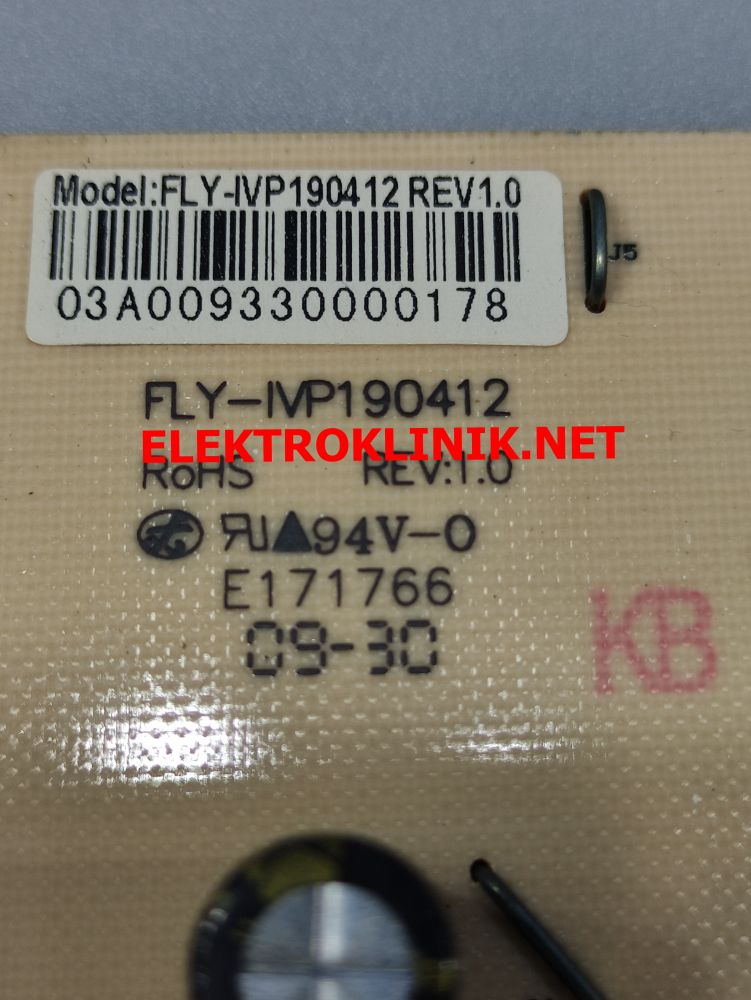 Model:FLY-IVP190412 REV1.0
03A009330000178
J5
FLY-IVP190412
ELEKTROKLINIK.NET
RoHS REV:1.0
94V-0
E171766
09-30
KB